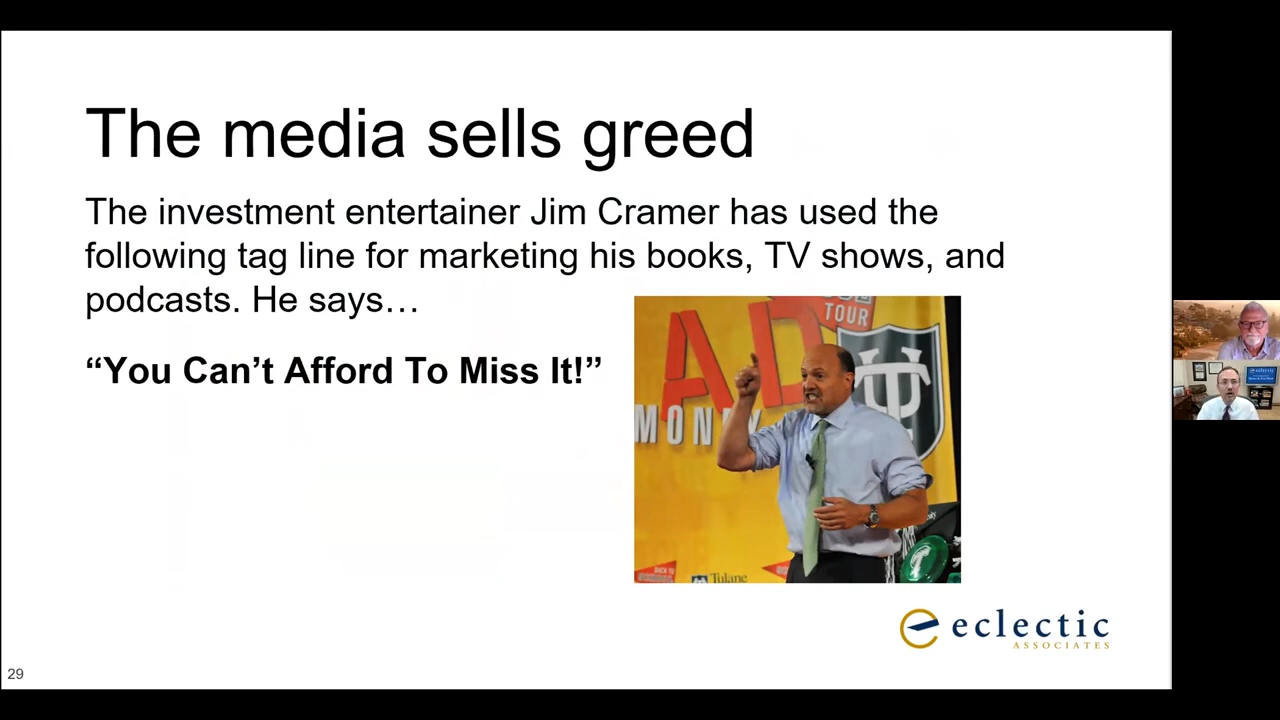 The media sells greed
The investment entertainer Jim Cramer has used the
following tag line for marketing his books, TV shows, and
podcasts. He says…
“You Can’t Afford To Miss It!”
TOUR
AD
MONEY
Tulane
eclectic
ASSOCIATES
29